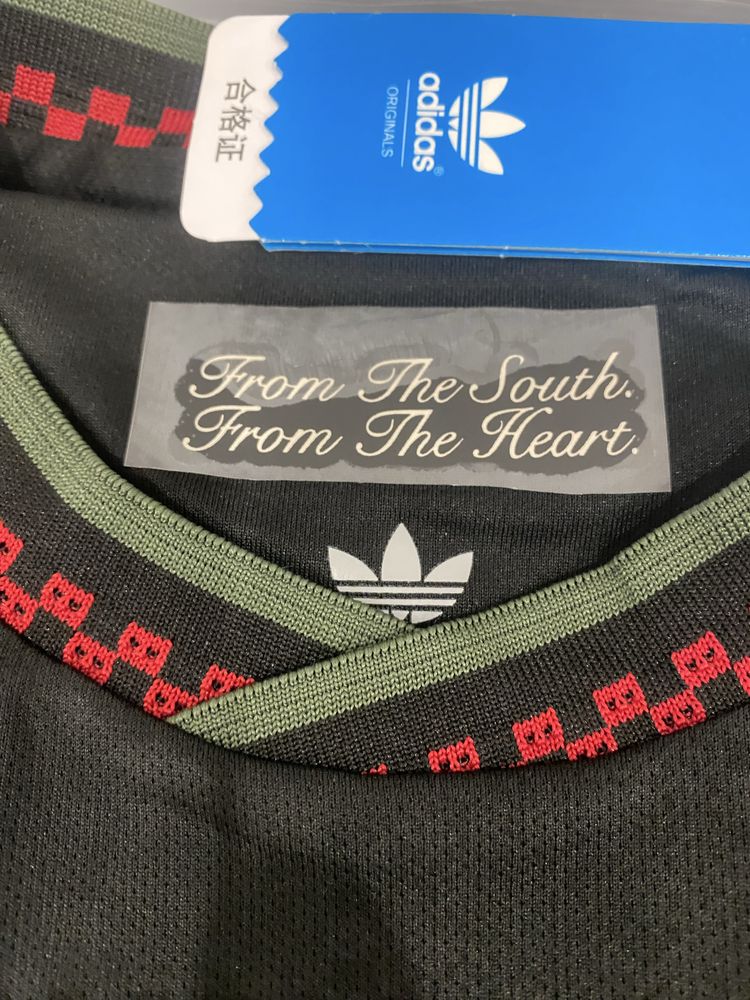 合格证
adidas®
ORIGINALS
From The South.
From The Heart.